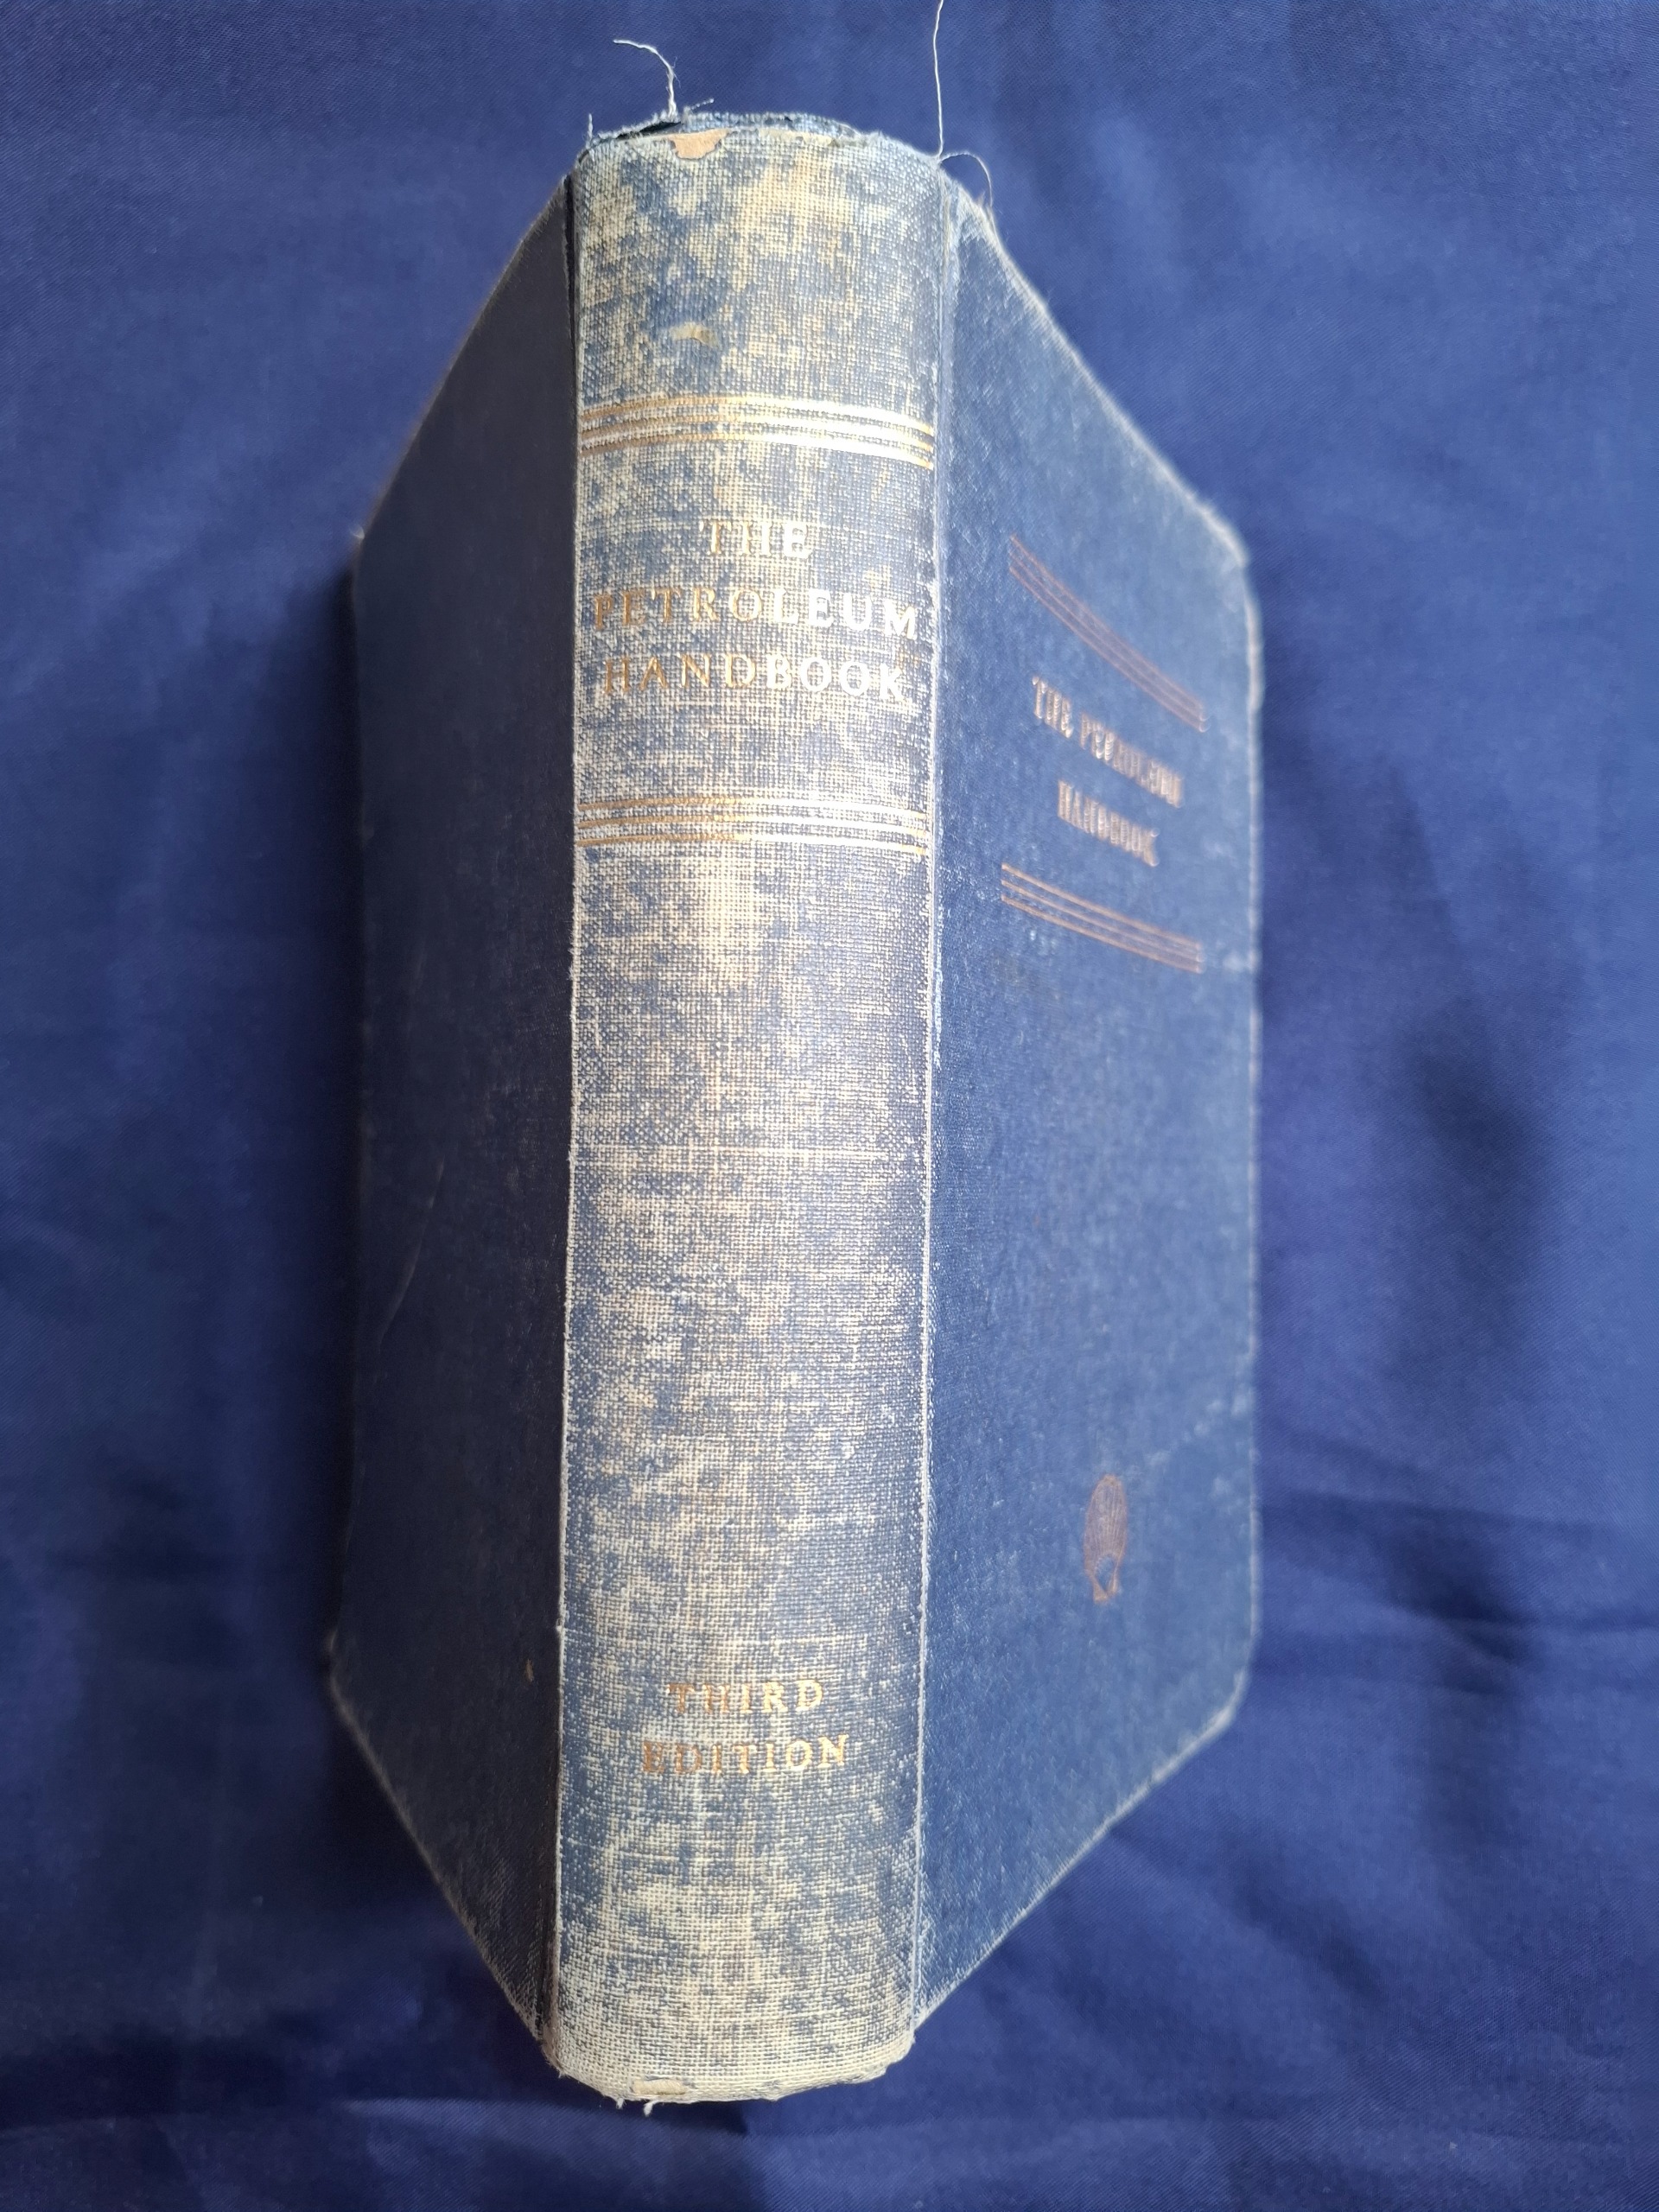 THE
PETROLEUM
HANDBOOK
THIRD
EDITION
THE PETROLEUM
HANDBOOK